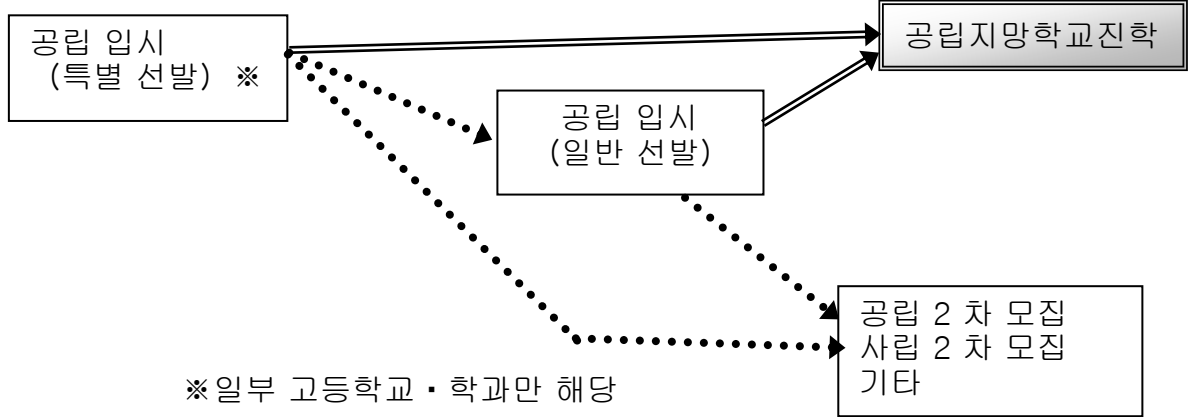 공립 입시
(특별 선발) ※
공립지망학교진학
공립 입시
(일반 선발)
공립 2 차 모집
사립 2 차 모집
기타
※일부 고등학교▪학과만 해당